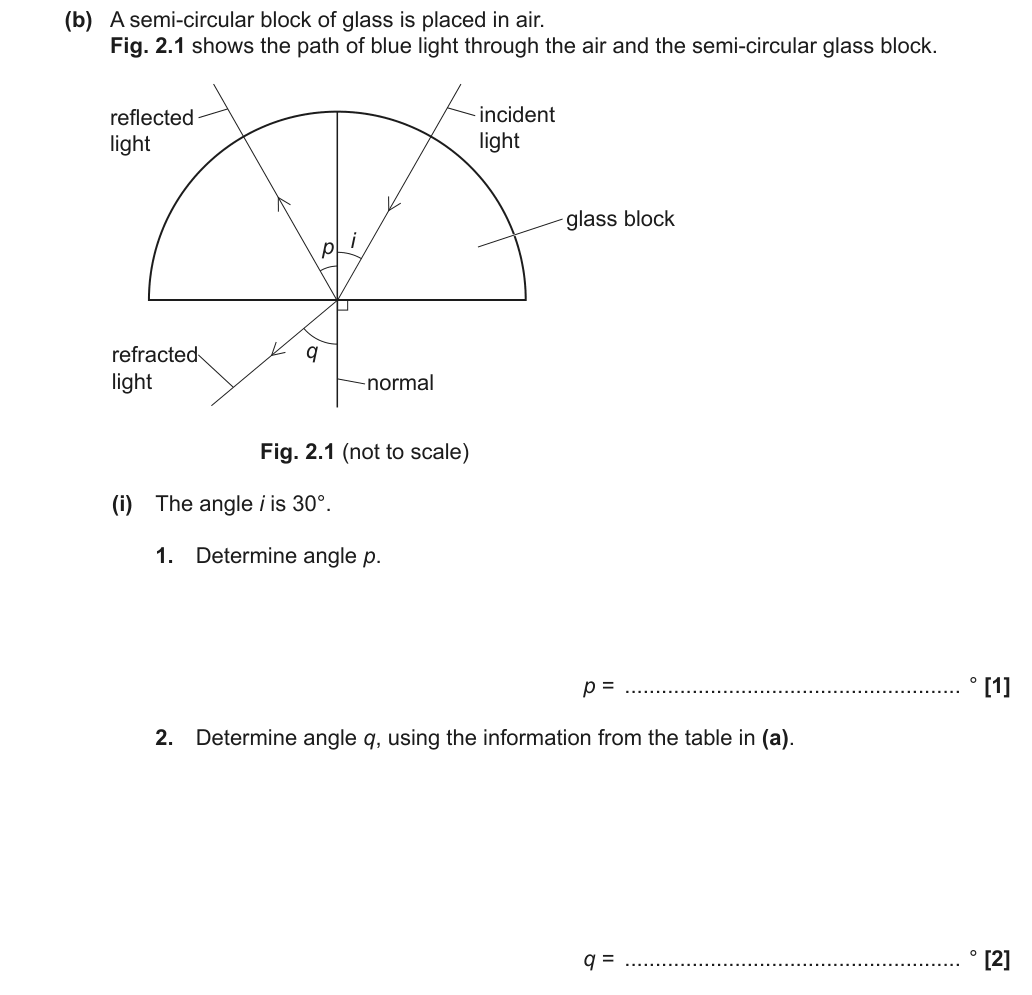 (b) A semi-circular block of glass is placed in air.
Fig. 2.1 shows the path of blue light through the air and the semi-circular glass block.
reflected
light
incident
light
glass block
p
i
refracted
light
q
normal
Fig. 2.1 (not to scale)
(i) The angle i is 30°.
1. Determine angle p.
p = ........................................................ ° [1]
2. Determine angle q, using the information from the table in (a).
q = ........................................................ ° [2]